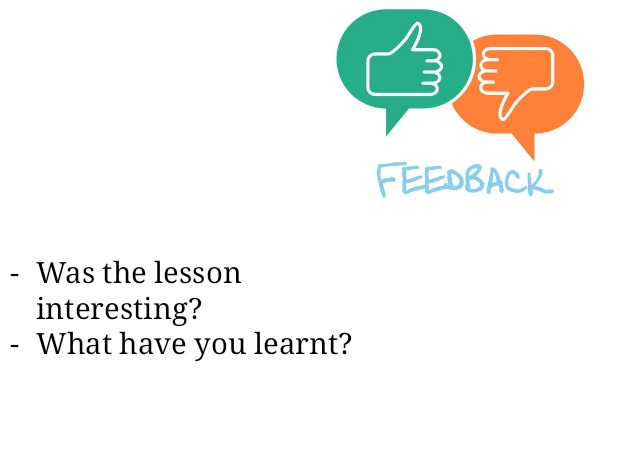 FEEDBACK
- Was the lesson
interesting?
- What have you learnt?